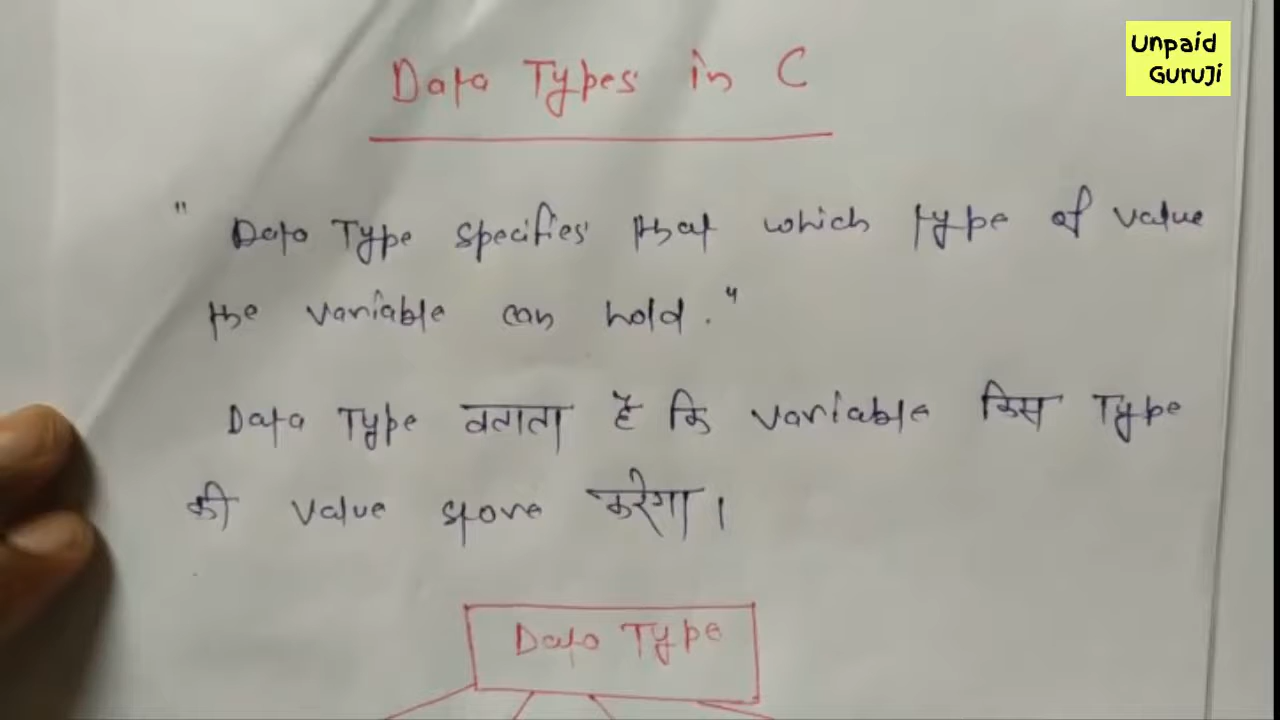 Unpaid
Guruji
Data Types in C
" Data Type specifies that which type of value
the variable can hold."
Data Type बताता है कि variable किस Type
की value store करेगा।
Data Type